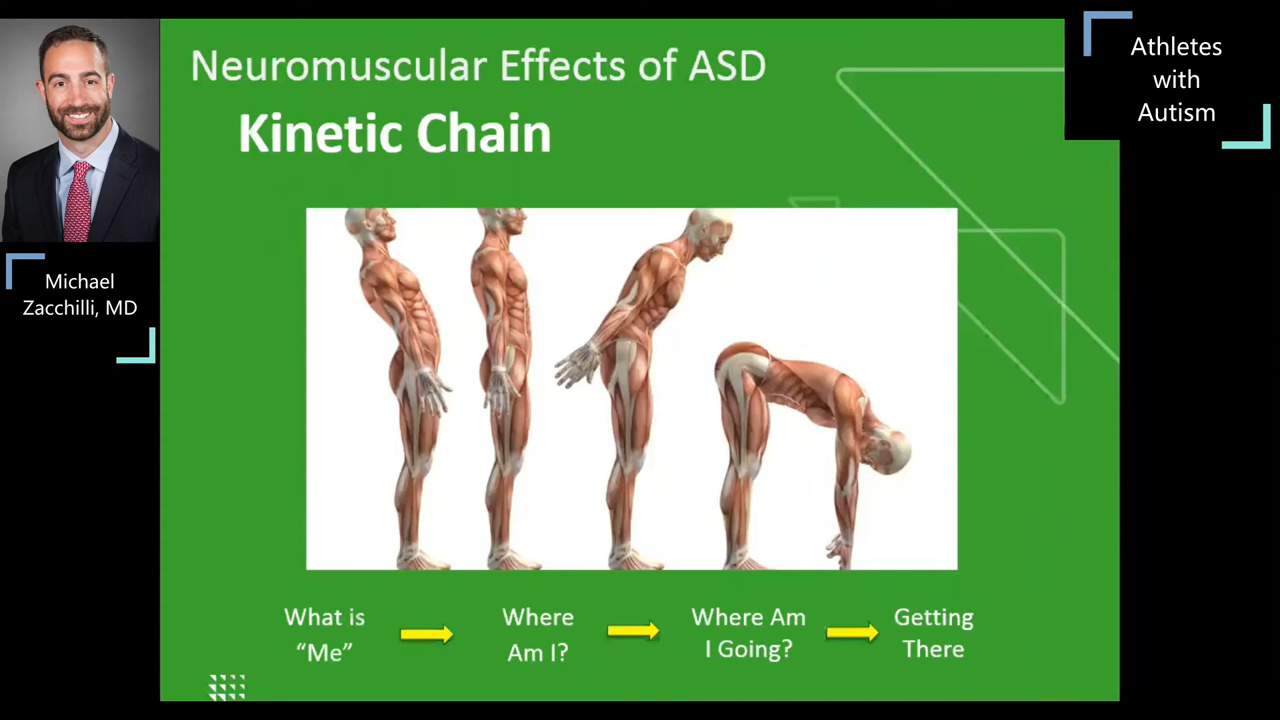 Neuromuscular Effects of ASD
Kinetic Chain
Athletes
with
Autism
Michael
Zacchilli, MD
What is
“Me”
Where
Am I?
Where Am
I Going?
Getting
There